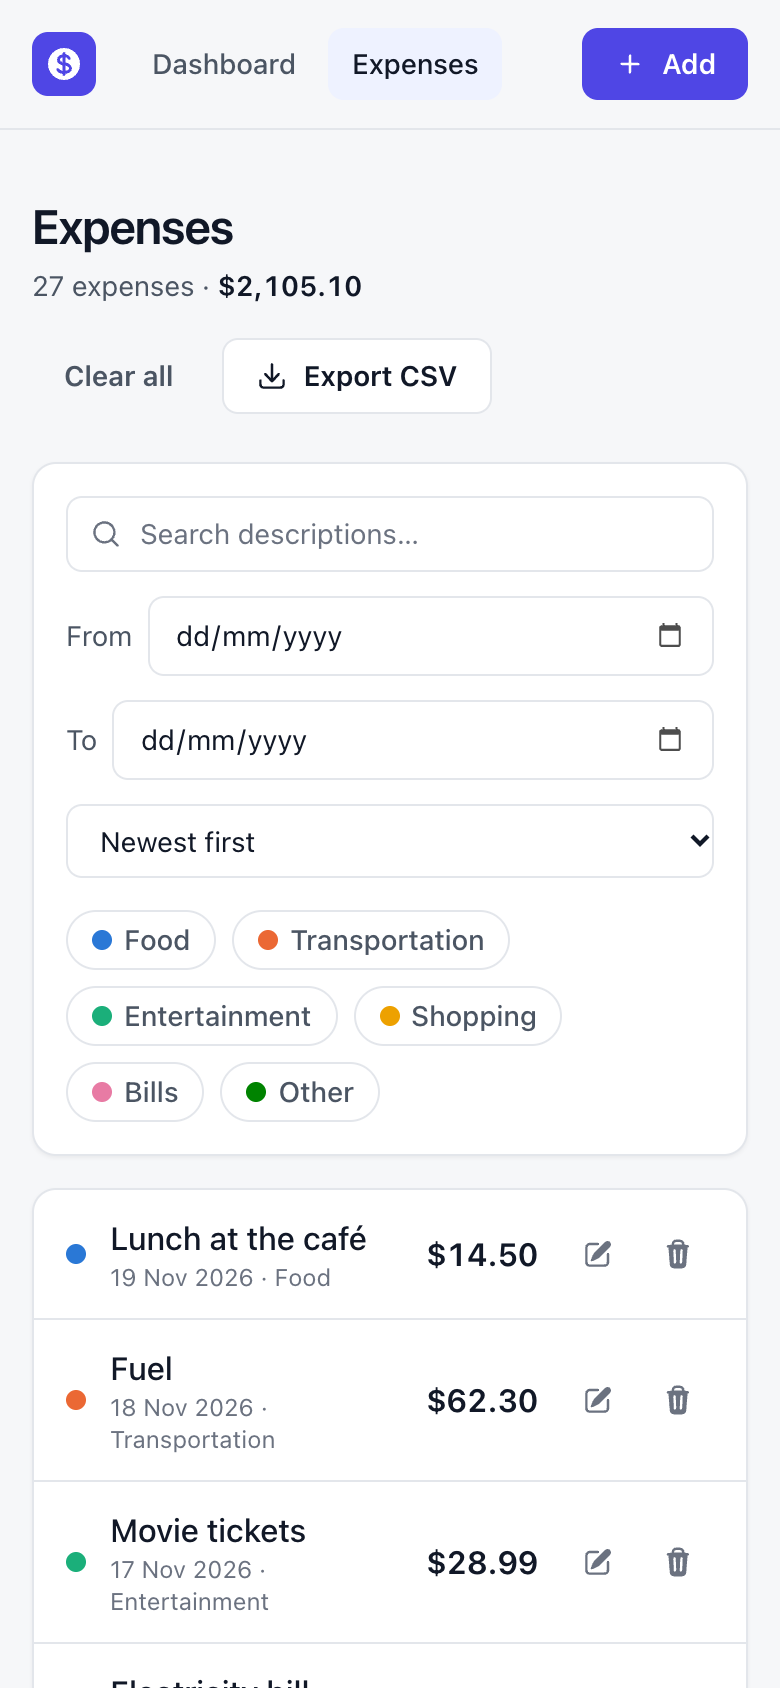 $
Dashboard
Expenses
+ Add
Expenses
27 expenses · $2,105.10
Clear all
Export CSV
Search descriptions...
From dd/mm/yyyy
To dd/mm/yyyy
Newest first
Food
Transportation
Entertainment
Shopping
Bills
Other
Lunch at the café
19 Nov 2026 · Food
$14.50
Fuel
18 Nov 2026 ·
Transportation
$62.30
Movie tickets
17 Nov 2026 ·
Entertainment
$28.99
Electricity bill